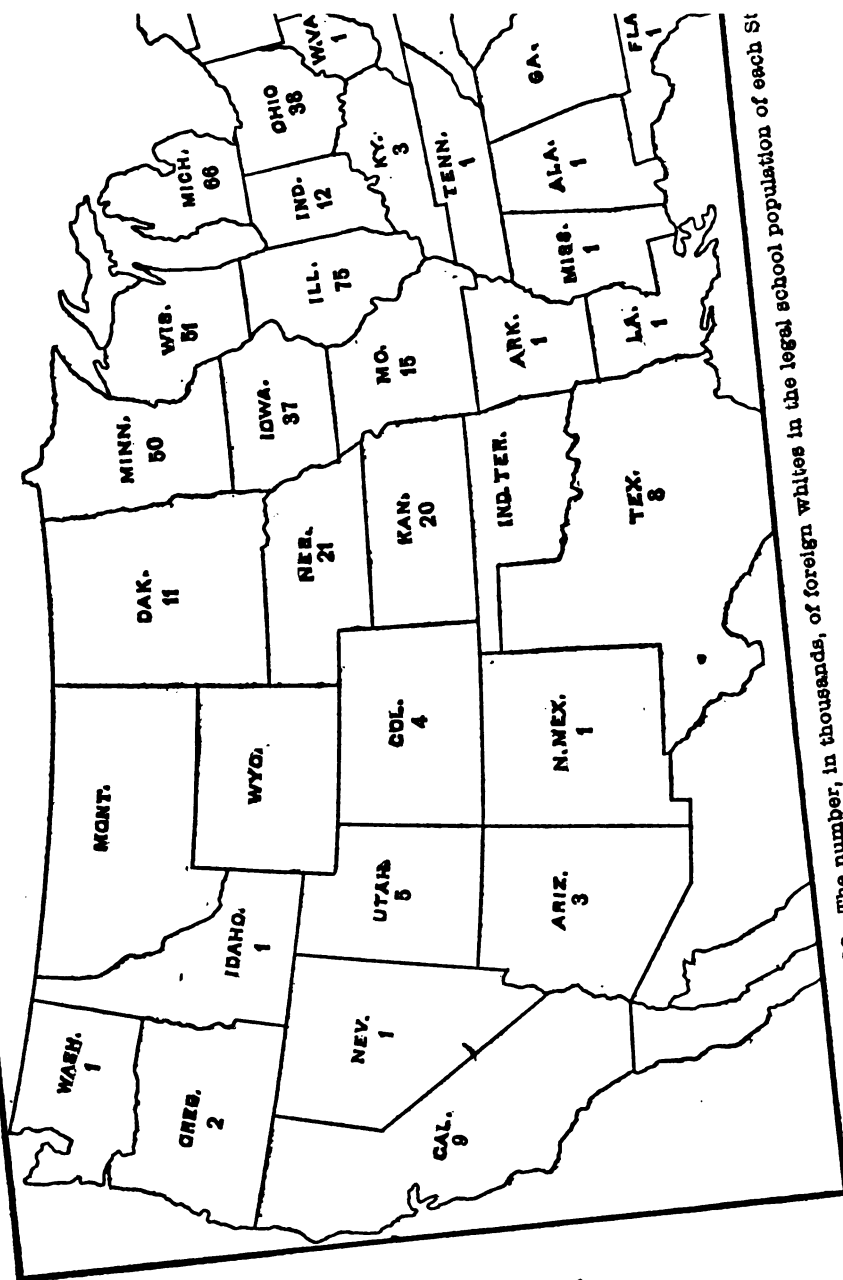 WASH.
1
OREG.
2
CAL.
9
NEV.
1
IDAHO.
1
MONT.
WYO.
UTAH.
5
ARIZ.
3
COL.
4
N.MEX.
1
DAK.
11
NEB.
21
KAN.
20
IND.TER.
TEX.
8
MINN.
50
IOWA.
37
MO.
15
ARK.
1
LA.
1
WIS.
51
ILL.
75
MICH.
66
IND.
12
OHIO
38
KY.
3
TENN.
1
MISS.
1
ALA.
1
GA.
FLA
1
W.VA
1
The number, in thousands, of foreign whites in the legal school population of each St